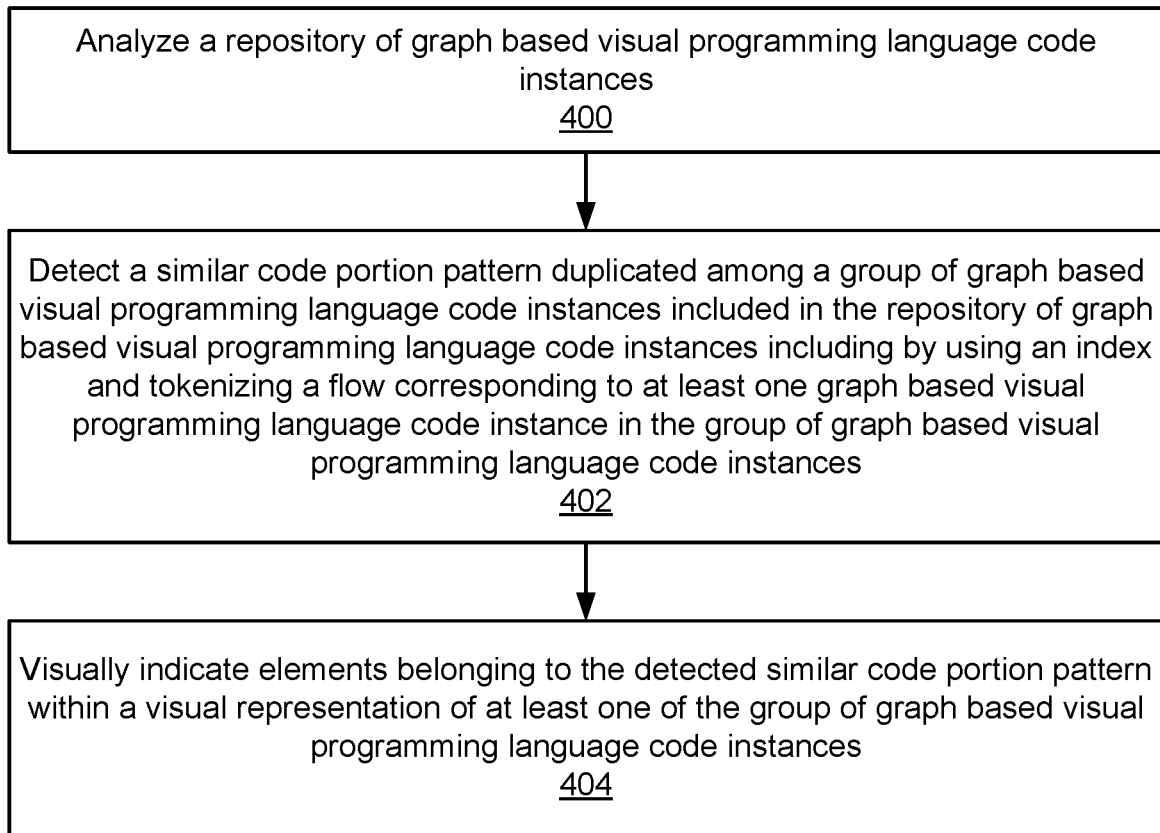 Analyze a repository of graph based visual programming language code
instances
400
Detect a similar code portion pattern duplicated among a group of graph based
visual programming language code instances included in the repository of graph
based visual programming language code instances including by using an index
and tokenizing a flow corresponding to at least one graph based visual
programming language code instance in the group of graph based visual
programming language code instances
402
Visually indicate elements belonging to the detected similar code portion pattern
within a visual representation of at least one of the group of graph based visual
programming language code instances
404